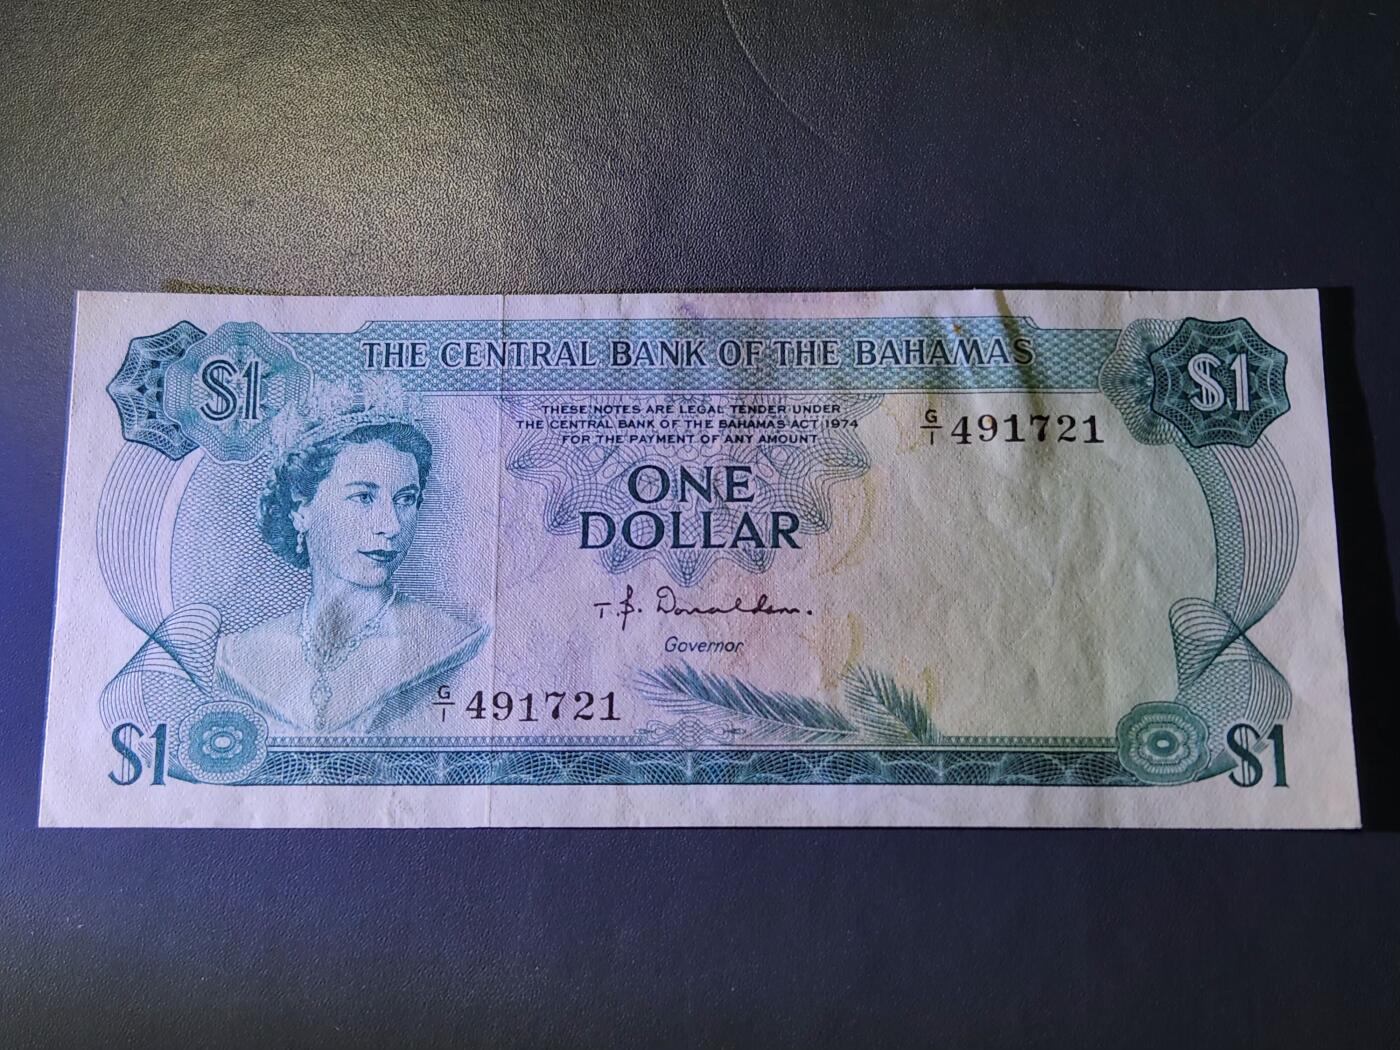 THE CENTRAL BANK OF THE BAHAMAS
$1
$1
THESE NOTES ARE LEGAL TENDER UNDER
THE CENTRAL BANK OF THE BAHAMAS ACT 1974
FOR THE PAYMENT OF ANY AMOUNT
G/1 491721
ONE
DOLLAR
T.B. Donaldson.
Governor
G/1 491721
$1
$1